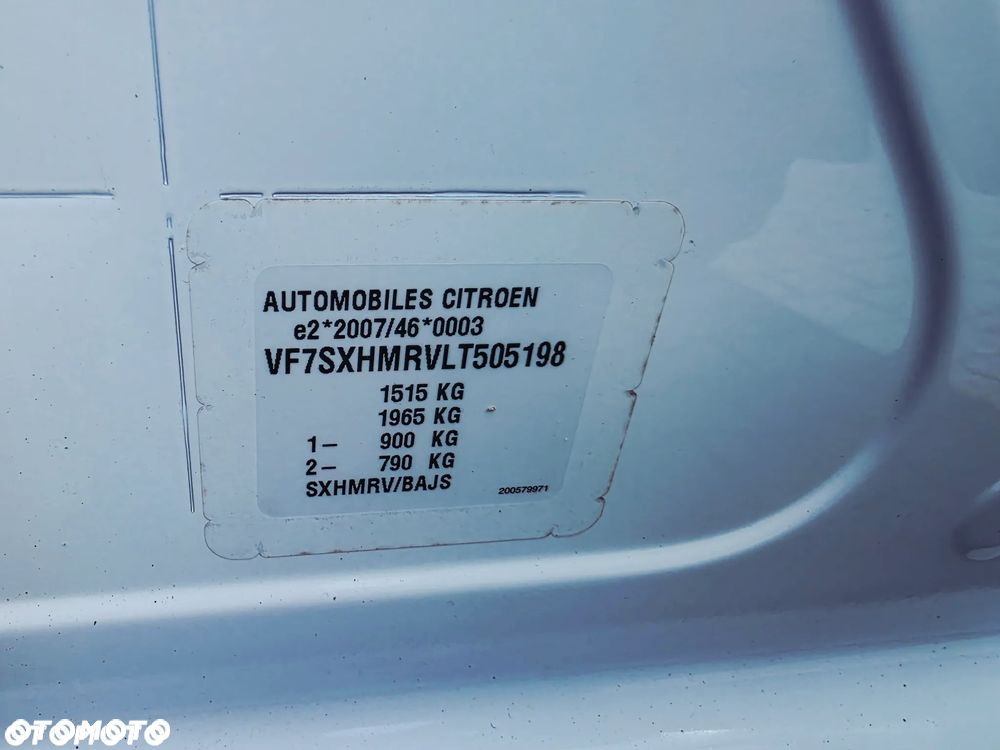 AUTOMOBILES CITROEN
e2*2007/46*0003
VF7SXHMRVLT505198
1515 KG
1965 KG
1– 900 KG
2– 790 KG
SXHMRV/BAJS
200579971
OTOMOTO